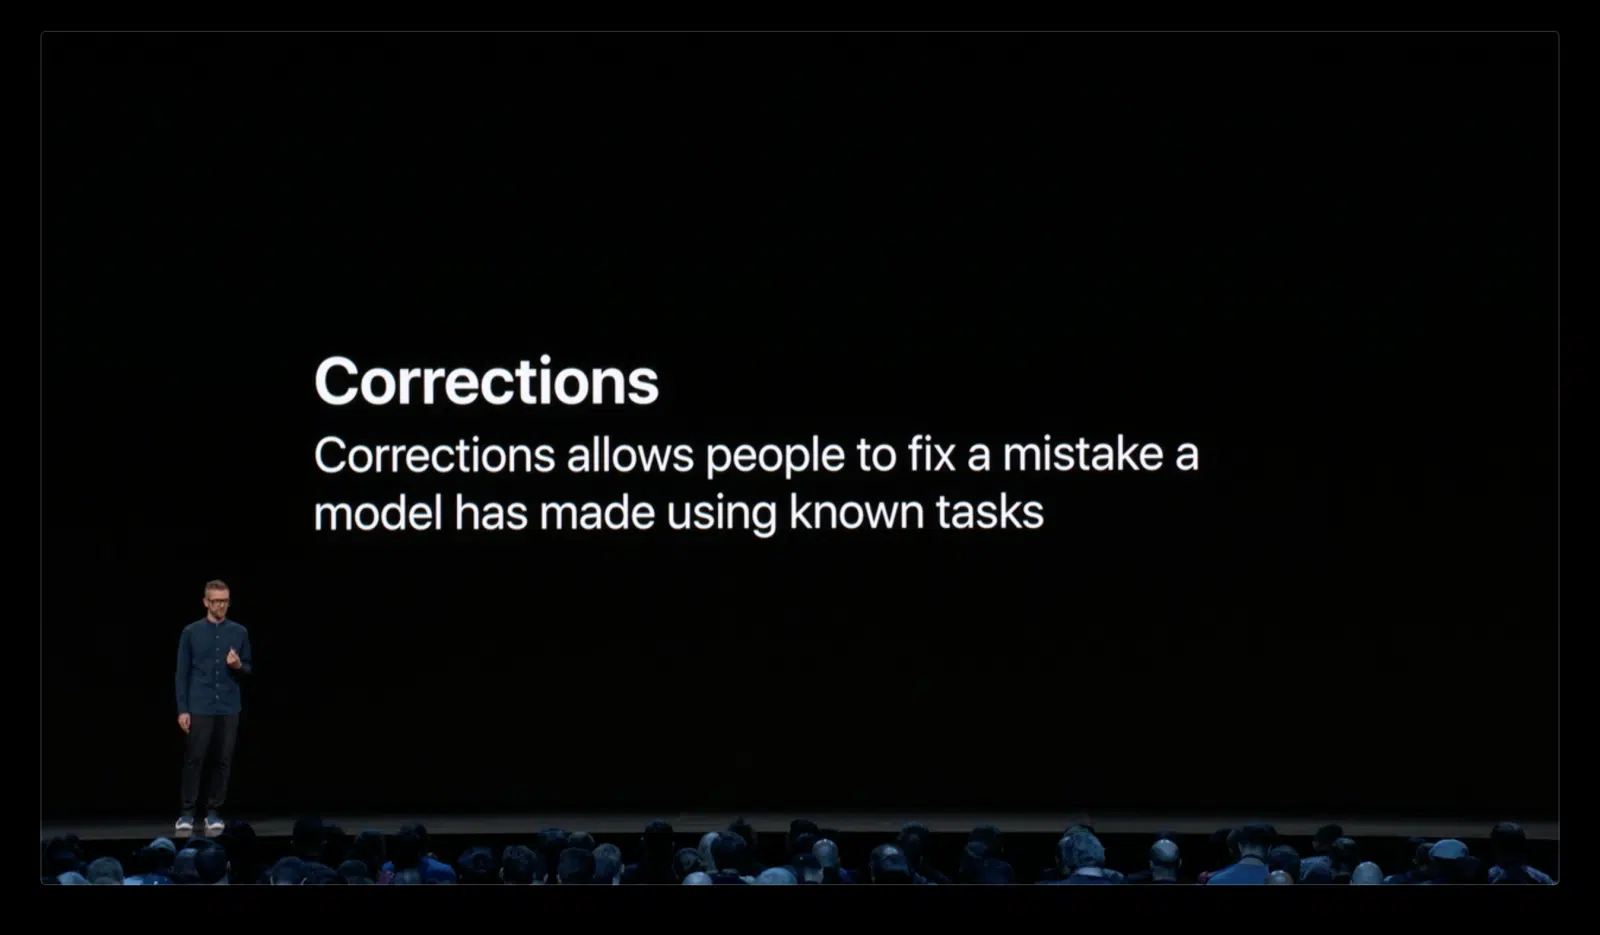 Corrections
Corrections allows people to fix a mistake a
model has made using known tasks